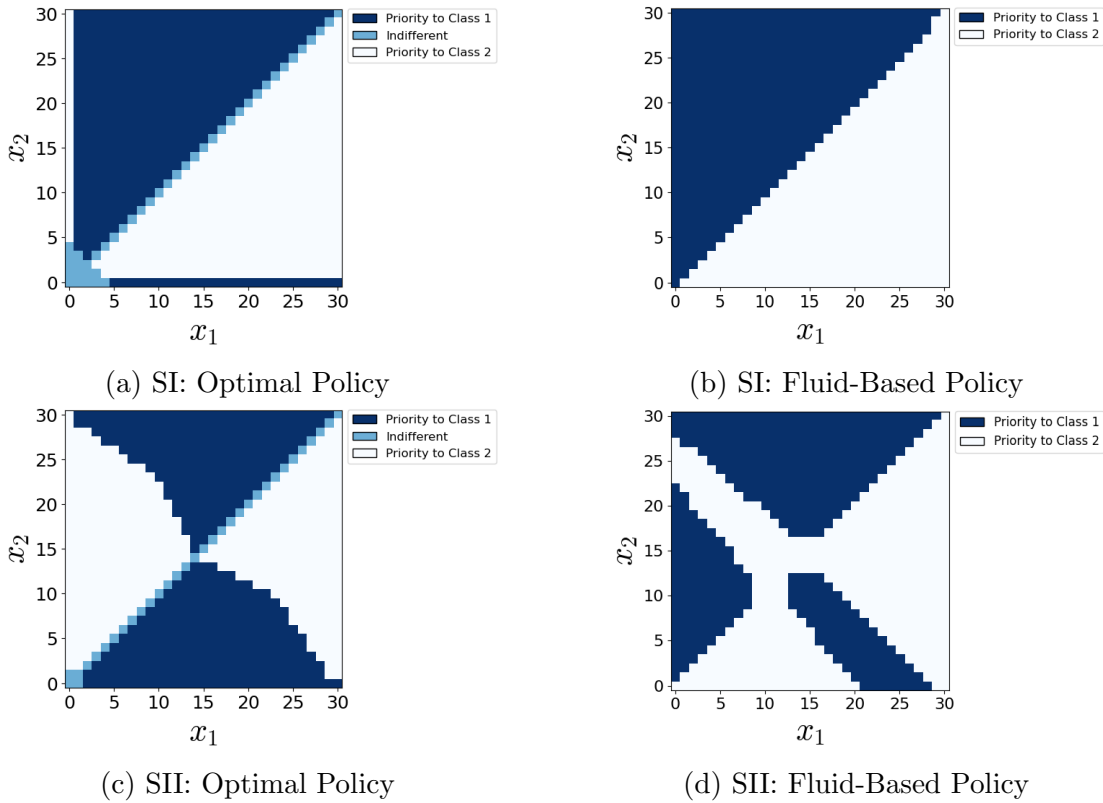 Priority to Class 1
Indifferent
Priority to Class 2
30
25
20
15
10
5
0
x₂
0 5 10 15 20 25 30
x₁
(a) SI: Optimal Policy
Priority to Class 1
Priority to Class 2
30
25
20
15
10
5
0
x₂
0 5 10 15 20 25 30
x₁
(b) SI: Fluid-Based Policy
Priority to Class 1
Indifferent
Priority to Class 2
30
25
20
15
10
5
0
x₂
0 5 10 15 20 25 30
x₁
(c) SII: Optimal Policy
Priority to Class 1
Priority to Class 2
30
25
20
15
10
5
0
x₂
0 5 10 15 20 25 30
x₁
(d) SII: Fluid-Based Policy